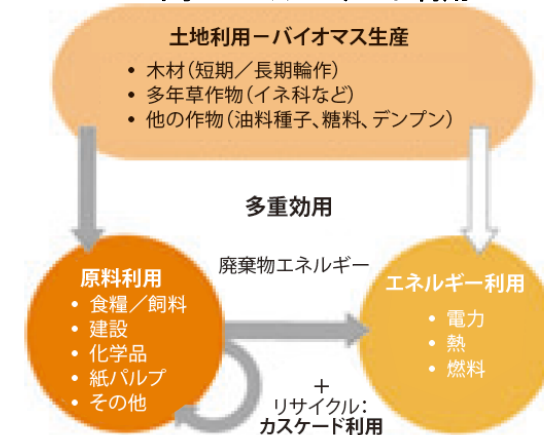 土地利用－バイオマス生産
• 木材（短期／長期輪作）
• 多年草作物（イネ科など）
• 他の作物（油料種子、糖料、デンプン）
多重効用
廃棄物エネルギー
原料利用
• 食糧／飼料
• 建設
• 化学品
• 紙パルプ
• その他
エネルギー利用
• 電力
• 熱
• 燃料
＋
リサイクル：
カスケード利用